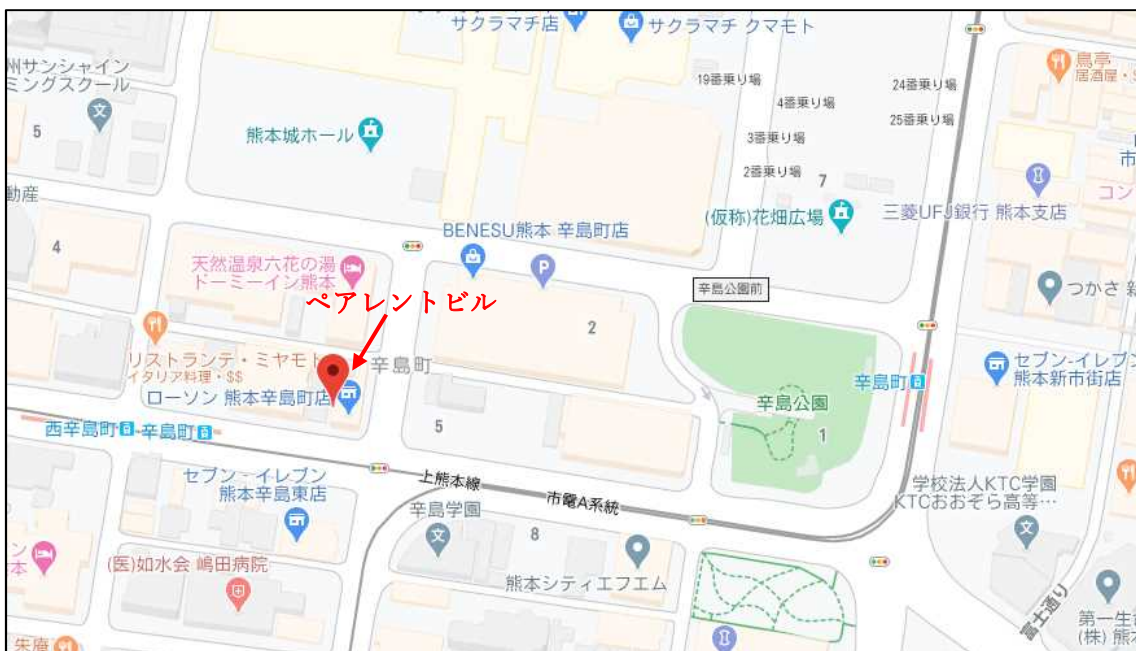 サクラマチ店
サクラマチ クマモト
州サンシャイン
ミングスクール
5
熊本城ホール
19番乗り場
4番乗り場
3番乗り場
2番乗り場
24番乗り場
25番乗り場
7
(仮称)花畑広場
鳥亭
居酒屋・
三菱UFJ銀行 熊本支店
市
コン
動産
4
BENESU熊本 辛島町店
P
天然温泉六花の湯
ドーミーイン熊本
ペアレントビル
2
辛島公園前
つかさ
リストランテ・ミヤモト
イタリア料理・$$
辛島町
ローソン 熊本辛島町店
セブン-イレブン
熊本新市街店
辛島町
辛島公園
1
西辛島町
辛島町
5
セブン‐イレブン
熊本辛島東店
上熊本線
市電A系統
学校法人KTC学園
KTCおおぞら高等…
辛島学園
文
8
(医)如水会 嶋田病院
熊本シティエフエム
ン
本
富士通り
第一生
(株) 熊
朱庵